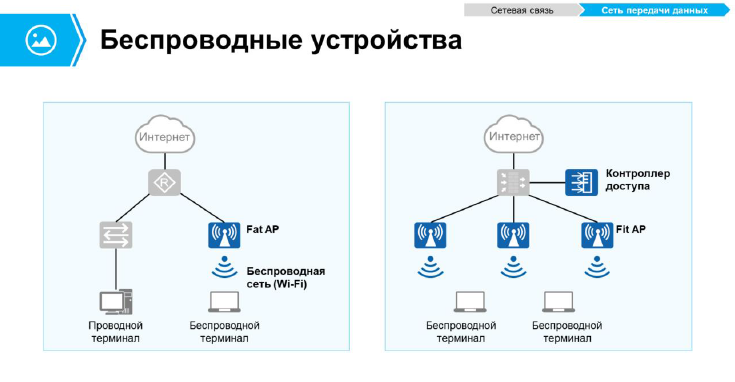 Сетевая связь
Сеть передачи данных
Беспроводные устройства
Интернет
R
Fat AP
Беспроводная
сеть (Wi-Fi)
Проводной
терминал
Беспроводной
терминал
Интернет
Контроллер
доступа
Fit AP
Беспроводной
терминал
Беспроводной
терминал